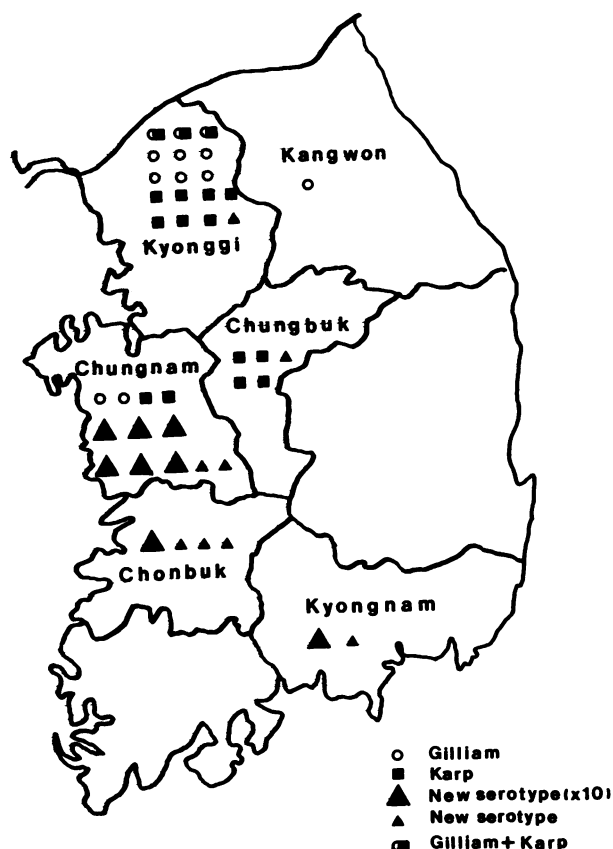 Kangwon
Kyonggi
Chungbuk
Chungnam
Chonbuk
Kyongnam
Gilliam
Karp
New serotype(x10)
New serotype
Gilliam+Karp